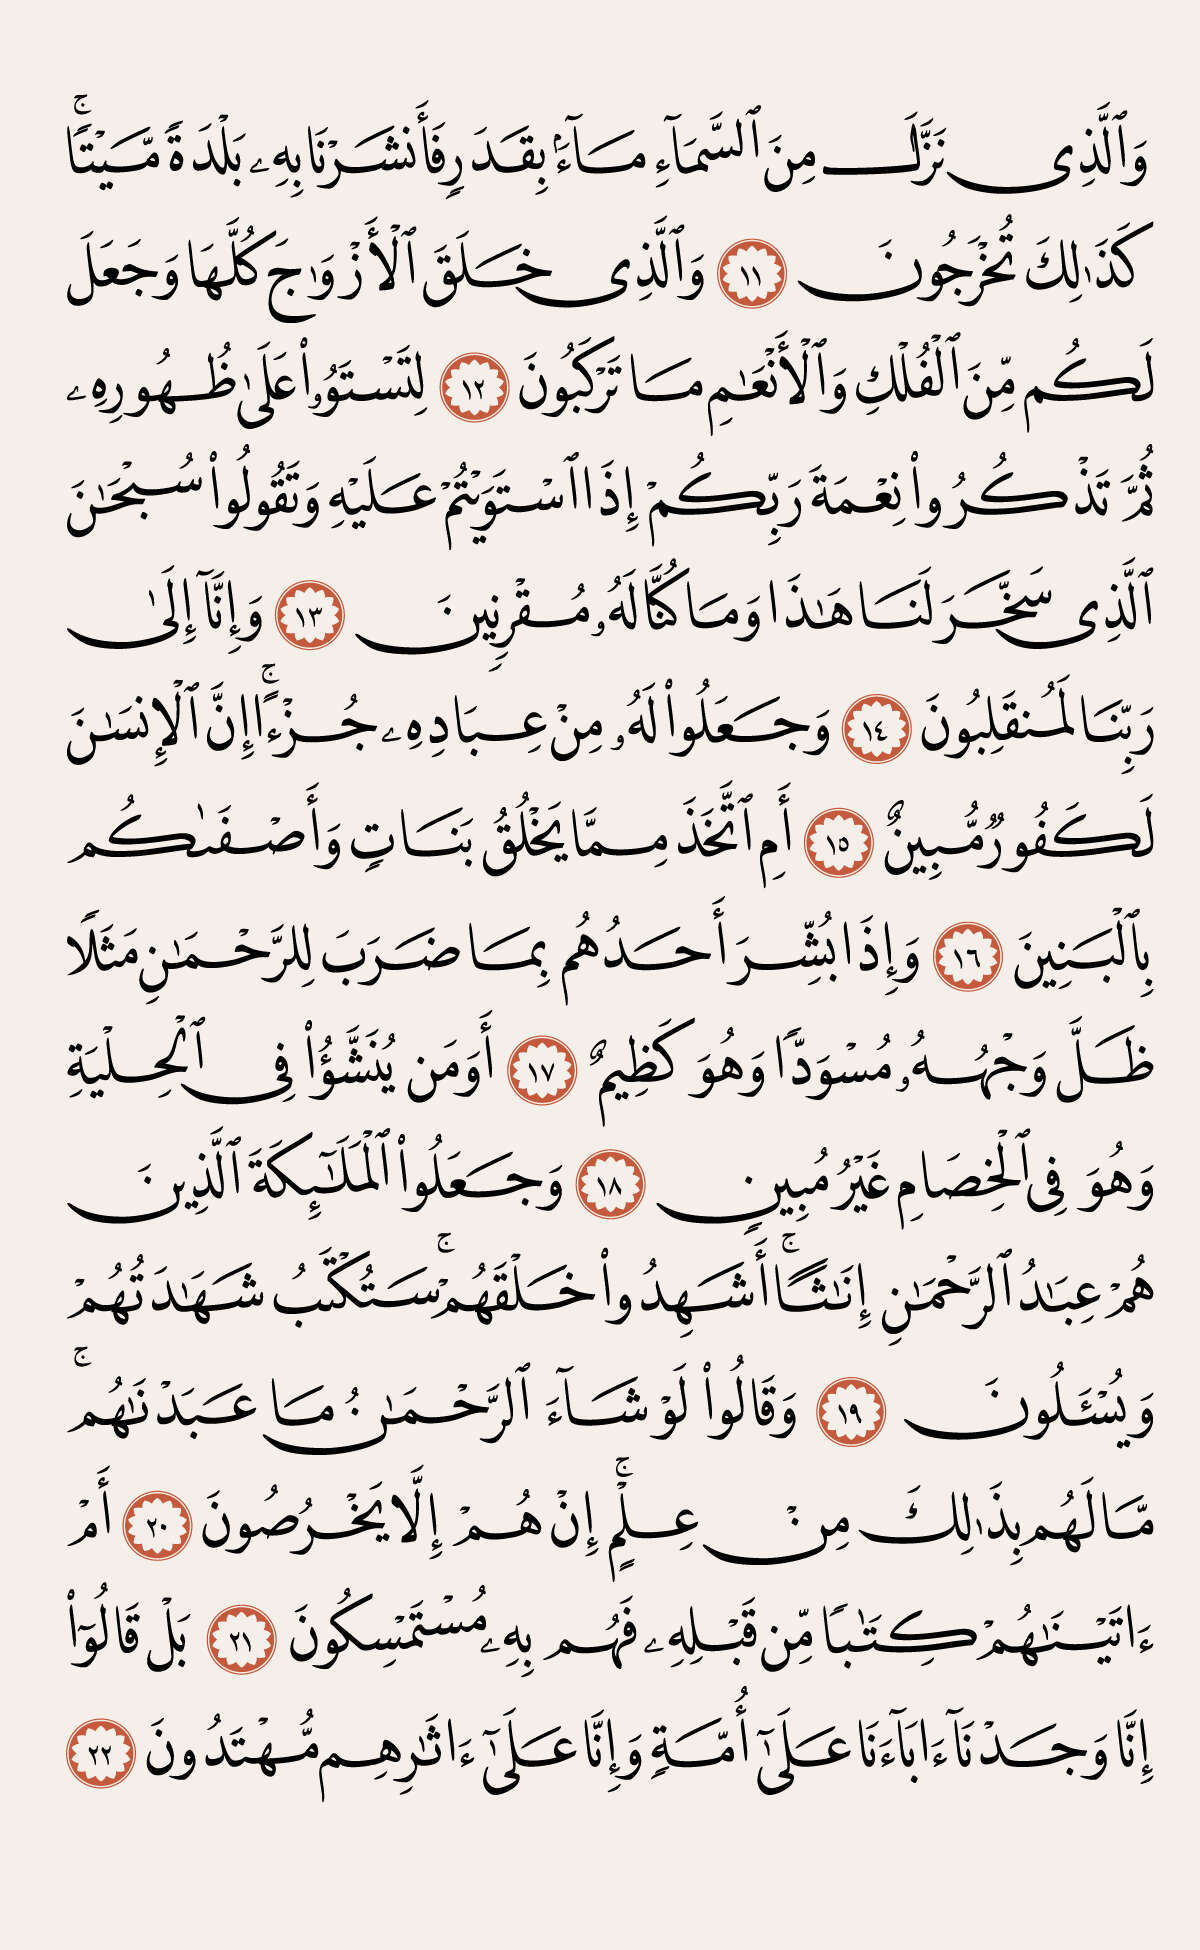 وَٱلَّذِى نَزَّلَ مِنَ ٱلسَّمَآءِ مَآءًۢ بِقَدَرٍ فَأَنشَرْنَا بِهِۦ بَلْدَةً مَّيْتًا ۚ
كَذَٰلِكَ تُخْرَجُونَ ١١ وَٱلَّذِى خَلَقَ ٱلْأَزْوَٰجَ كُلَّهَا وَجَعَلَ
لَكُم مِّنَ ٱلْفُلْكِ وَٱلْأَنْعَٰمِ مَا تَرْكَبُونَ ١٢ لِتَسْتَوُۥا۟ عَلَىٰ ظُهُورِهِۦ
ثُمَّ تَذْكُرُوا۟ نِعْمَةَ رَبِّكُمْ إِذَا ٱسْتَوَيْتُمْ عَلَيْهِ وَتَقُولُوا۟ سُبْحَٰنَ
ٱلَّذِى سَخَّرَ لَنَا هَٰذَا وَمَا كُنَّا لَهُۥ مُقْرِنِينَ ١٣ وَإِنَّآ إِلَىٰ
رَبِّنَا لَمُنقَلِبُونَ ١٤ وَجَعَلُوا۟ لَهُۥ مِنْ عِبَادِهِۦ جُزْءًا ۚ إِنَّ ٱلْإِنسَٰنَ
لَكَفُورٌ مُّبِينٌ ١٥ أَمِ ٱتَّخَذَ مِمَّا يَخْلُقُ بَنَاتٍ وَأَصْفَىٰكُم
بِٱلْبَنِينَ ١٦ وَإِذَا بُشِّرَ أَحَدُهُم بِمَا ضَرَبَ لِلرَّحْمَٰنِ مَثَلًا
ظَلَّ وَجْهُهُۥ مُسْوَدًّا وَهُوَ كَظِيمٌ ١٧ أَوَمَن يُنَشَّؤُا۟ فِى ٱلْحِلْيَةِ
وَهُوَ فِى ٱلْخِصَامِ غَيْرُ مُبِينٍ ١٨ وَجَعَلُوا۟ ٱلْمَلَٰٓئِكَةَ ٱلَّذِينَ
هُمْ عِبَٰدُ ٱلرَّحْمَٰنِ إِنَٰثًا ۚ أَشَهِدُوا۟ خَلْقَهُمْ ۚ سَتُكْتَبُ شَهَٰدَتُهُمْ
وَيُسْـَٔلُونَ ١٩ وَقَالُوا۟ لَوْ شَآءَ ٱلرَّحْمَٰنُ مَا عَبَدْنَٰهُم ۚ
مَّا لَهُم بِذَٰلِكَ مِنْ عِلْمٍ ۚ إِنْ هُمْ إِلَّا يَخْرُصُونَ ٢٠ أَمْ
ءَاتَيْنَٰهُمْ كِتَٰبًا مِّن قَبْلِهِۦ فَهُم بِهِۦ مُسْتَمْسِكُونَ ٢١ بَلْ قَالُوٓا۟
إِنَّا وَجَدْنَآ ءَابَآءَنَا عَلَىٰٓ أُمَّةٍ وَإِنَّا عَلَىٰٓ ءَاثَٰرِهِم مُّهْتَدُونَ ٢٢